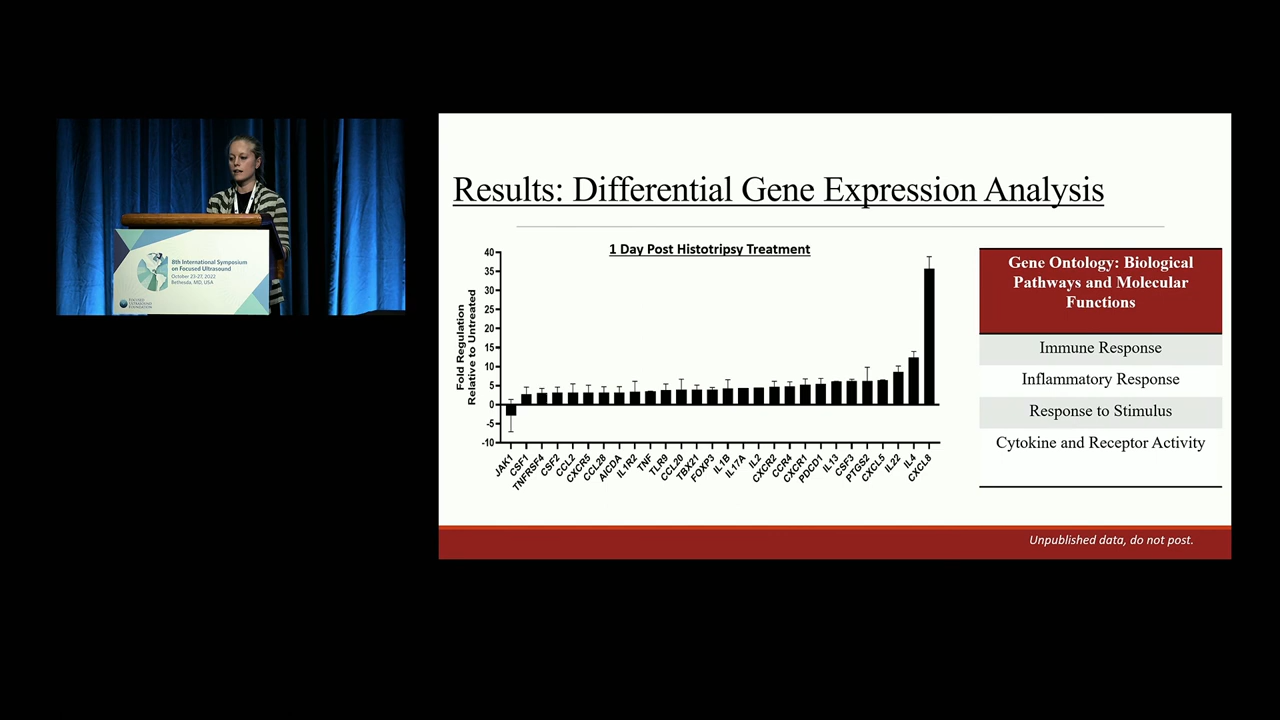 8th International Symposium
on Focused Ultrasound
October 23-27, 2022
Bethesda, MD, USA
FOCUSED
ULTRASOUND
FOUNDATION
Results: Differential Gene Expression Analysis
1 Day Post Histotripsy Treatment
Fold Regulation
Relative to Untreated
40
35
30
25
20
15
10
5
0
-5
-10
JAK1
CSF1
TNFRSF4
CSF2
CCL2
CXCR5
CCL28
AICDA
IL1R2
TNF
TLR9
CCL20
TBX21
FOXP3
IL1B
IL17A
IL2
CXCR2
CCR4
CXCR1
PDCD1
IL13
CSF3
PTGS2
CXCL5
IL22
IL4
CXCL8
Gene Ontology: Biological
Pathways and Molecular
Functions
Immune Response
Inflammatory Response
Response to Stimulus
Cytokine and Receptor Activity
Unpublished data, do not post.